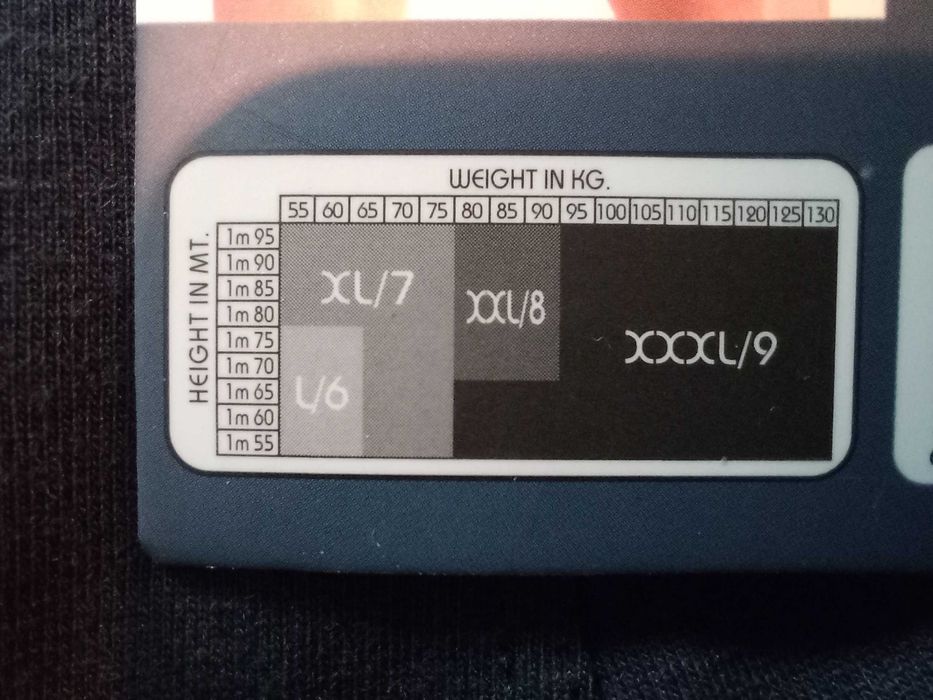 WEIGHT IN KG.
55 60 65 70 75 80 85 90 95 100 105 110 115 120 125 130
HEIGHT IN MT.
1m 95
1m 90
1m 85
1m 80
1m 75
1m 70
1m 65
1m 60
1m 55
XL/7
XXL/8
XXXL/9
L/6